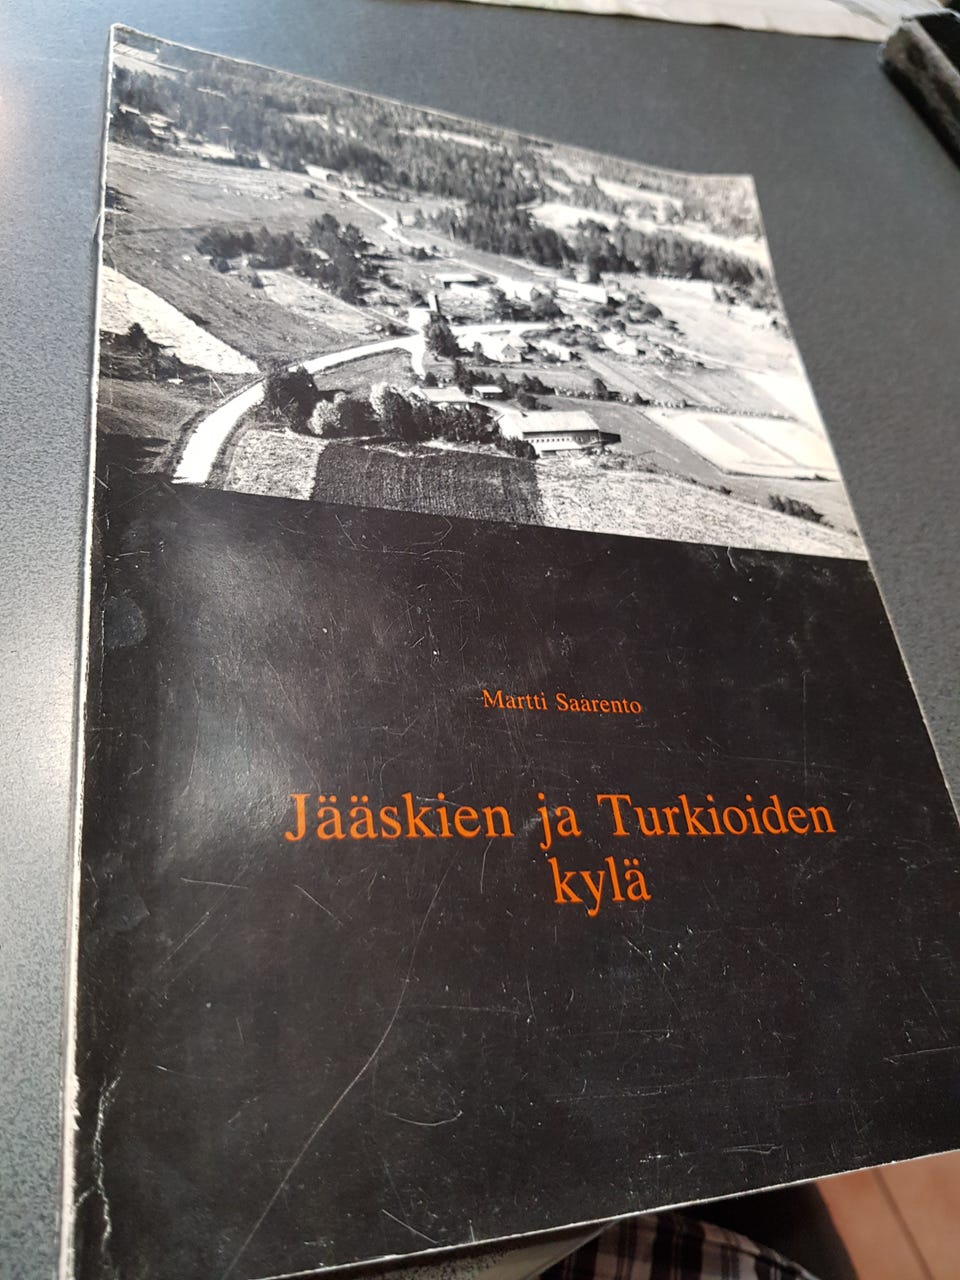 Martti Saarento
Jääskien ja Turkioiden
kylä